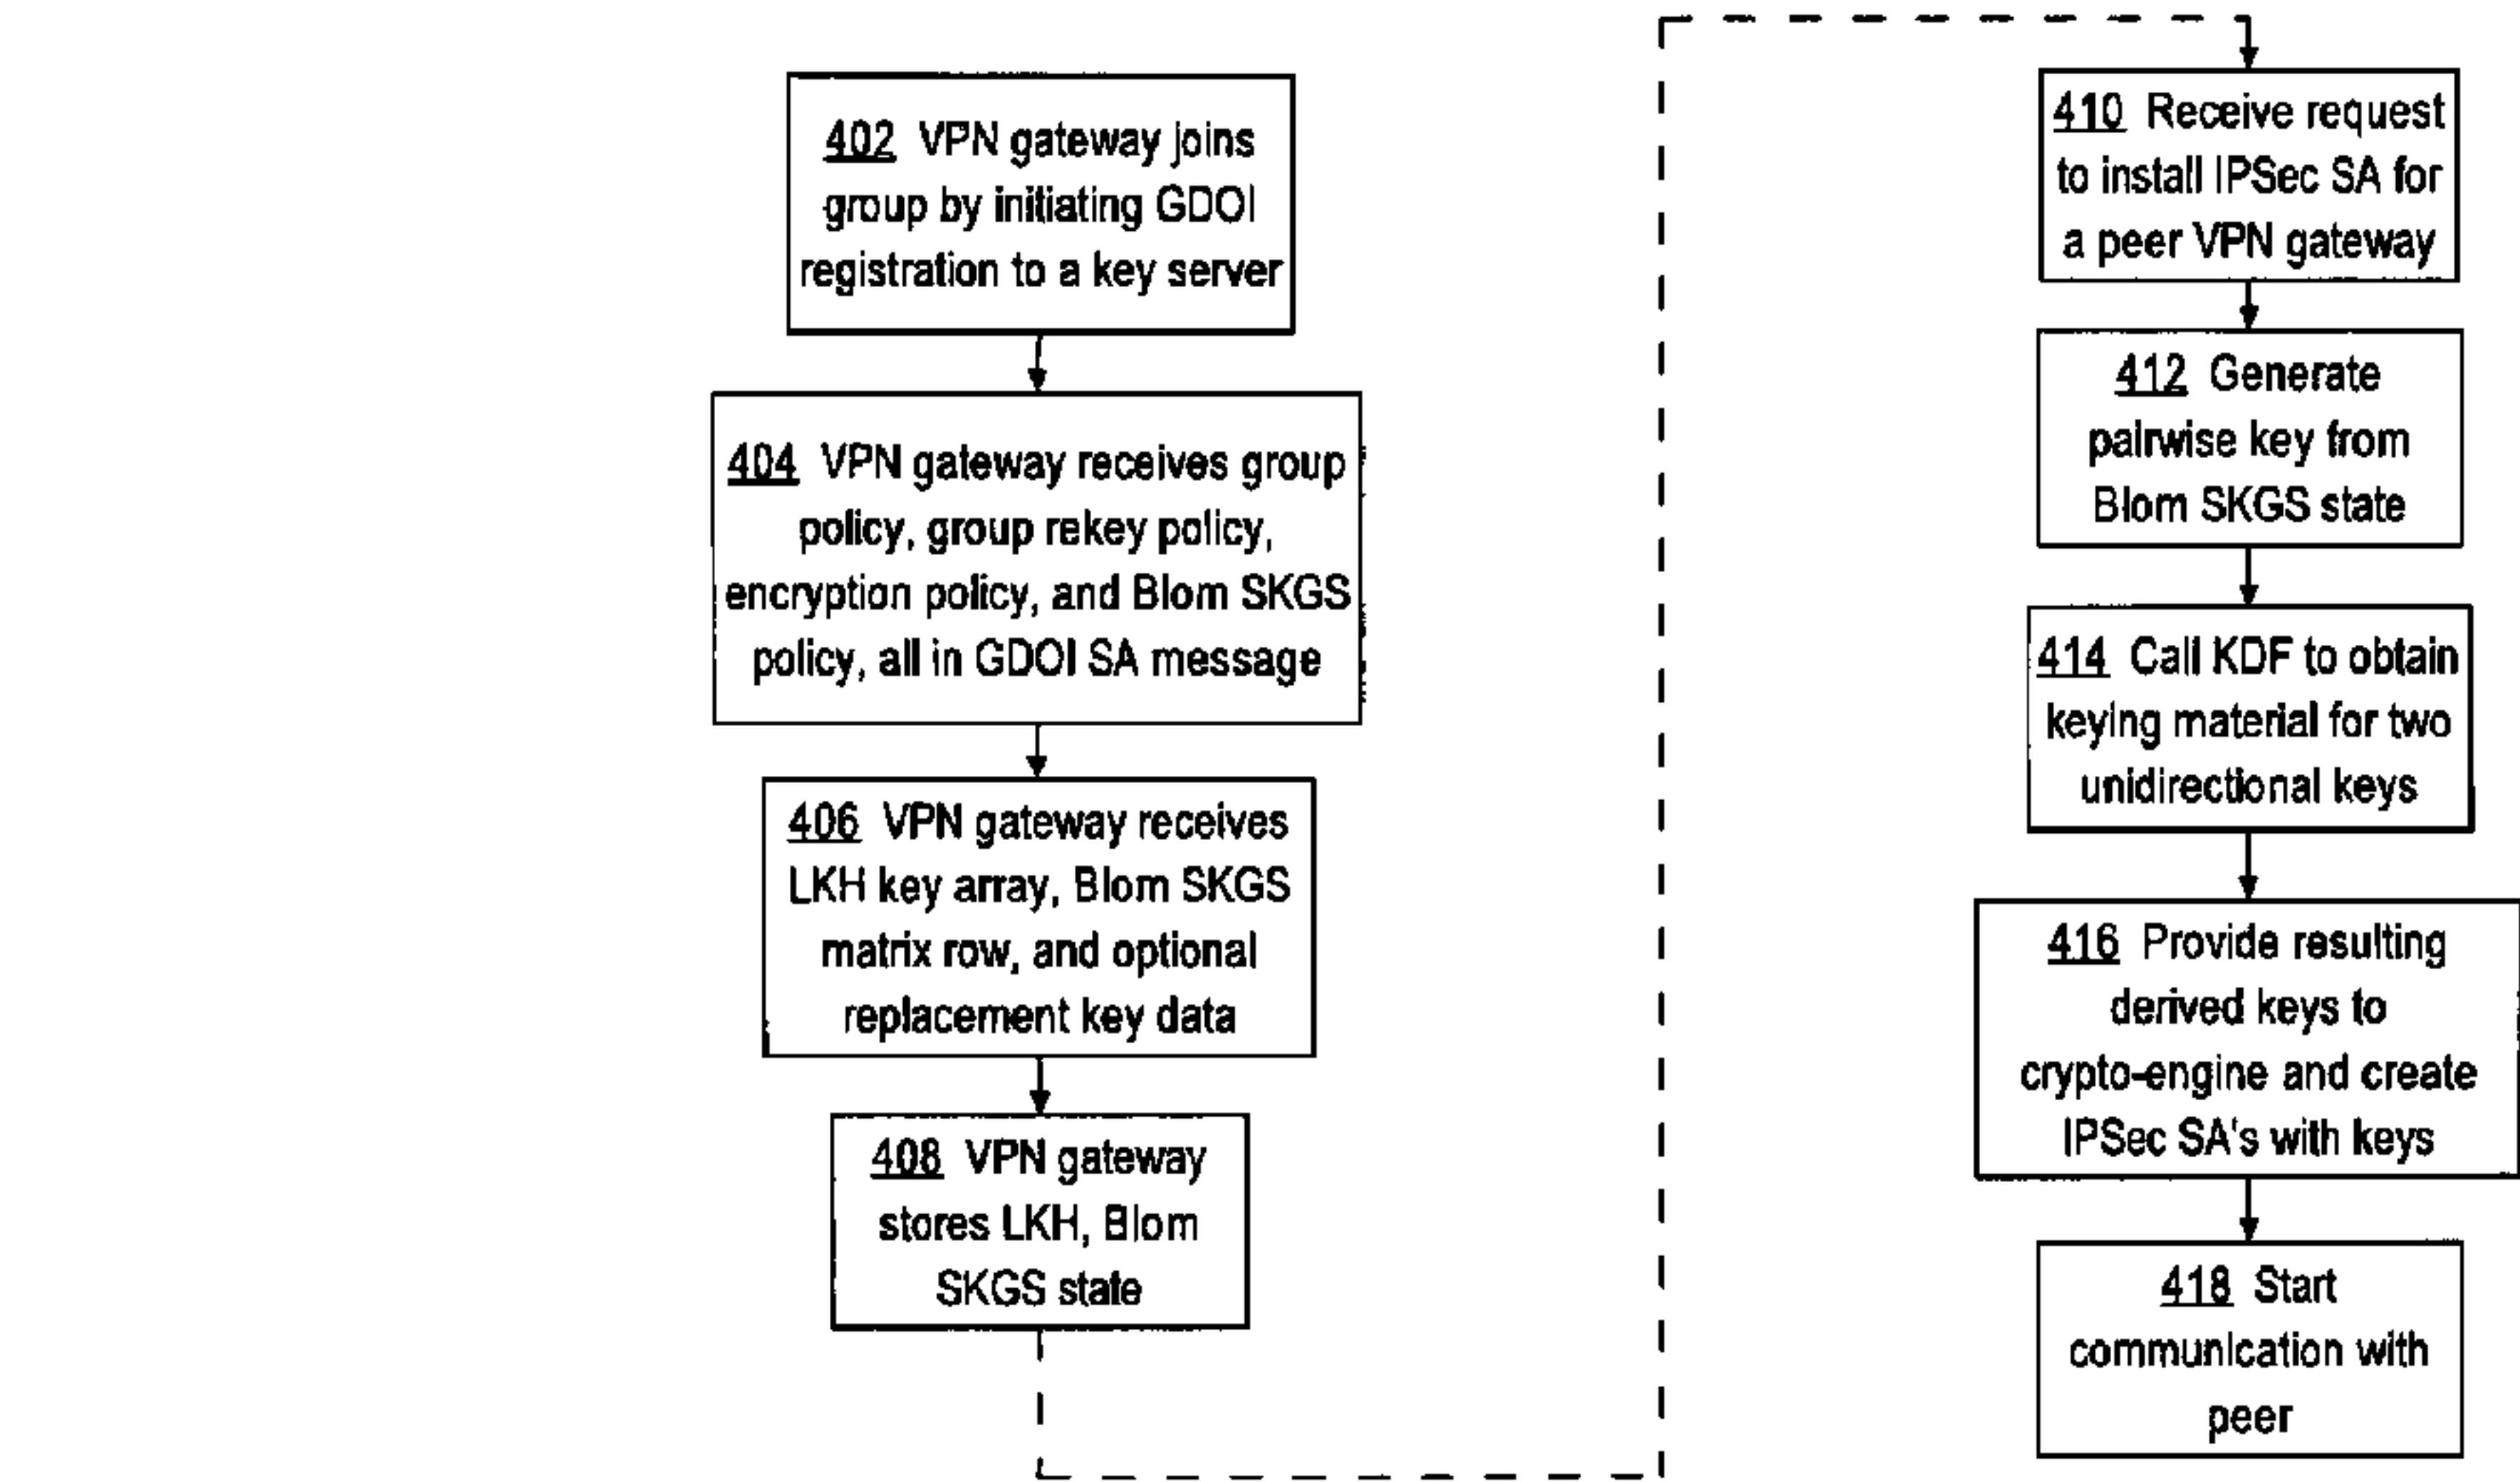 402 VPN gateway joins
group by initiating GDOI
registration to a key server
404 VPN gateway receives group
policy, group rekey policy,
encryption policy, and Blom SKGS
policy, all in GDOI SA message
406 VPN gateway receives
LKH key array, Blom SKGS
matrix row, and optional
replacement key data
408 VPN gateway
stores LKH, Blom
SKGS state
410 Receive request
to install IPSec SA for
a peer VPN gateway
412 Generate
pairwise key from
Blom SKGS state
414 Call KDF to obtain
keying material for two
unidirectional keys
416 Provide resulting
derived keys to
crypto-engine and create
IPSec SA's with keys
418 Start
communication with
peer